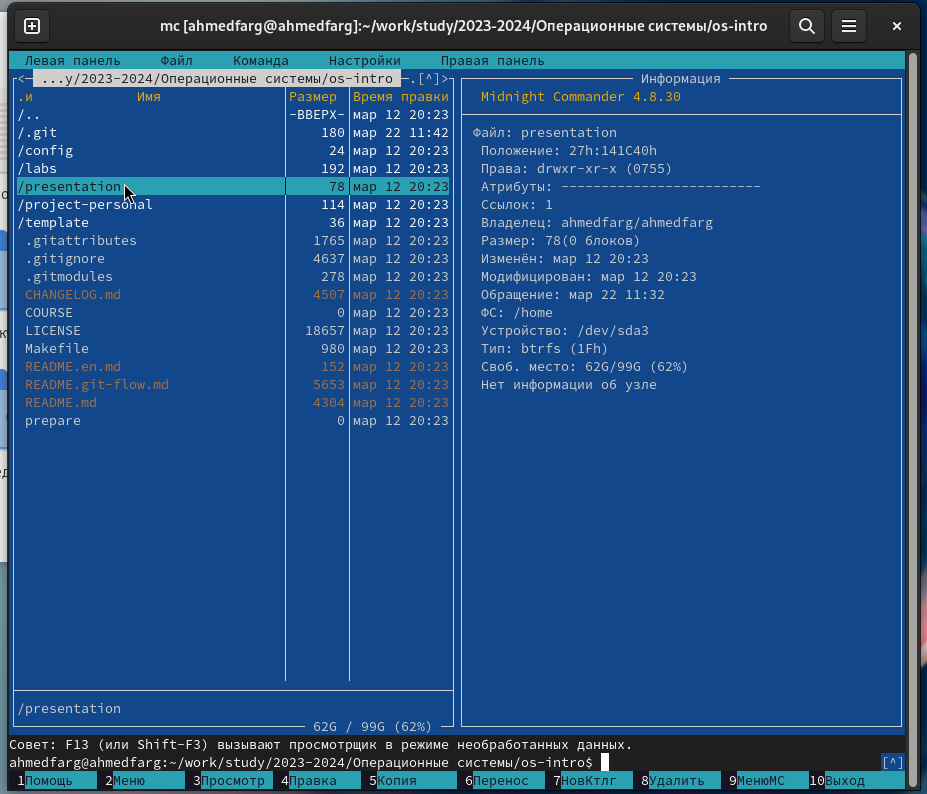 mc [ahmedfarg@ahmedfarg]:~/work/study/2023-2024/Операционные системы/os-intro
Левая панель Файл Команда Настройки Правая панель
<─ ...y/2023-2024/Операционные системы/os-intro ─.[^]>
.и Имя Размер Время правки
/.. -ВВЕРХ- мар 12 20:23
/.git 180 мар 22 11:42
/config 24 мар 12 20:23
/labs 192 мар 12 20:23
/presentation 78 мар 12 20:23
/project-personal 114 мар 12 20:23
/template 36 мар 12 20:23
.gitattributes 1765 мар 12 20:23
.gitignore 4637 мар 12 20:23
.gitmodules 278 мар 12 20:23
CHANGELOG.md 4507 мар 12 20:23
COURSE 0 мар 12 20:23
LICENSE 18657 мар 12 20:23
Makefile 980 мар 12 20:23
README.en.md 152 мар 12 20:23
README.git-flow.md 5653 мар 12 20:23
README.md 4304 мар 12 20:23
prepare 0 мар 12 20:23
/presentation
62G / 99G (62%)
Информация
Midnight Commander 4.8.30
Файл: presentation
Положение: 27h:141C40h
Права: drwxr-xr-x (0755)
Атрибуты: -------------------------
Ссылок: 1
Владелец: ahmedfarg/ahmedfarg
Размер: 78(0 блоков)
Изменён: мар 12 20:23
Модифицирован: мар 12 20:23
Обращение: мар 22 11:32
ФС: /home
Устройство: /dev/sda3
Тип: btrfs (1Fh)
Своб. место: 62G/99G (62%)
Нет информации об узле
Совет: F13 (или Shift-F3) вызывают просмотрщик в режиме необработанных данных.
ahmedfarg@ahmedfarg:~/work/study/2023-2024/Операционные системы/os-intro$ [^]
1Помощь 2Меню 3Просмотр 4Правка 5Копия 6Перенос 7НовКтлг 8Удалить 9МенюMC 10Выход